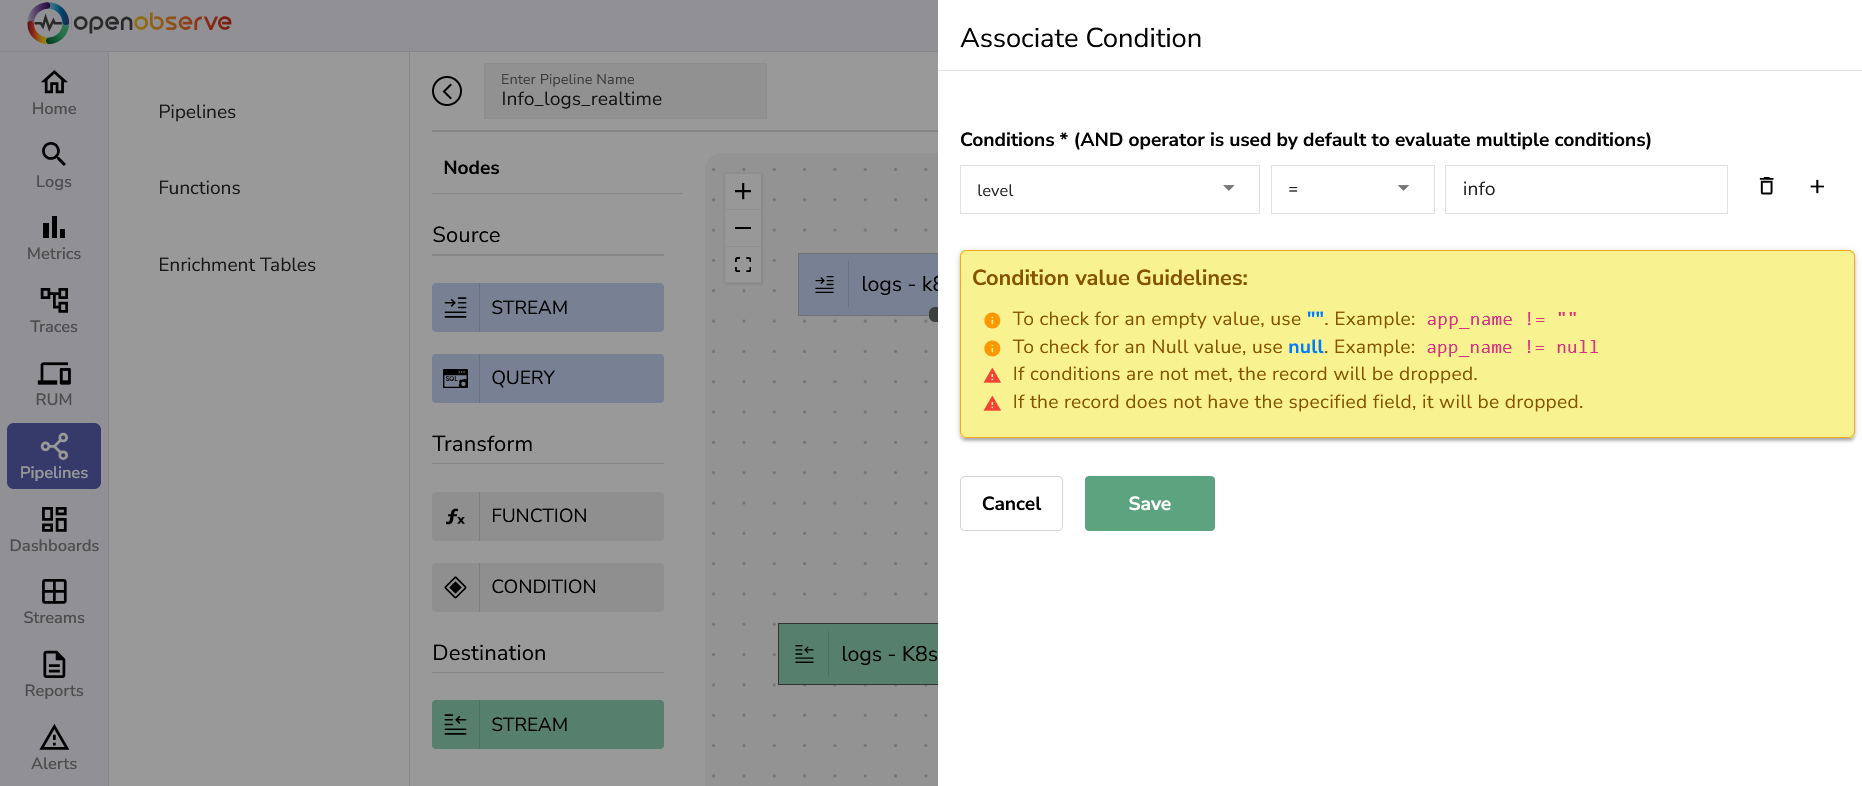 openobserve
Home
Logs
Metrics
Traces
RUM
Pipelines
Dashboards
Streams
Reports
Alerts
Pipelines
Functions
Enrichment Tables
Enter Pipeline Name
Info_logs_realtime
Nodes
Source
STREAM
SQL
QUERY
Transform
fx
FUNCTION
CONDITION
Destination
STREAM
logs - k8
logs - K8s
Associate Condition
Conditions * (AND operator is used by default to evaluate multiple conditions)
level = info
Condition value Guidelines:
To check for an empty value, use "". Example: app_name != ""
To check for an Null value, use null. Example: app_name != null
If conditions are not met, the record will be dropped.
If the record does not have the specified field, it will be dropped.
Cancel Save